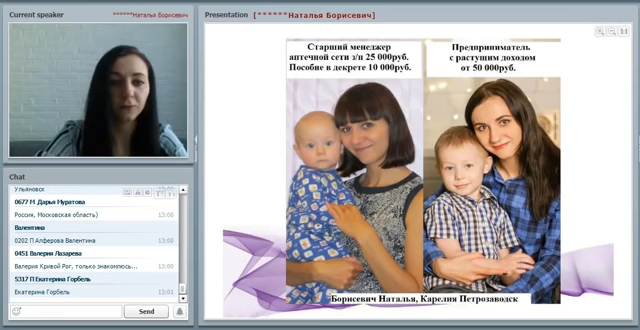 Current speaker
******Наталья Борисевич
Presentation
[******Наталья Борисевич]
Старший менеджер
аптечной сети з/п 25 000руб.
Пособие в декрете 10 000руб.
Предприниматель
с растущим доходом
от 50 000руб.
Борисевич Наталья, Карелия Петрозаводск
Chat
Ульяновск
0677 М Дарья Муратова
Россия, Московская область) 13:00
Валентина
0202 П Алферова Валентина 13:00
0451 Валерия Лазарева
Валерия Кривой Рог, только знакомлюсь... 13:00
5317 П Екатерина Горбель
Екатерина Горбель 13:01
Send